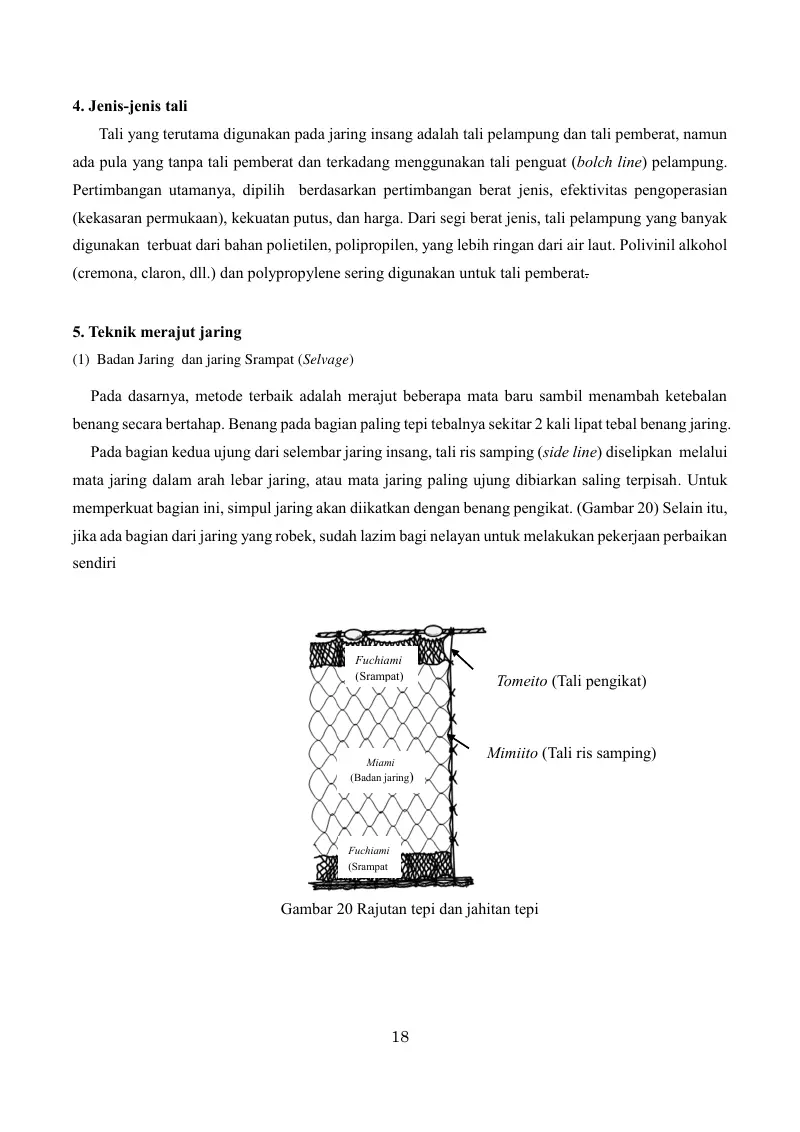 4. Jenis-jenis tali
Tali yang terutama digunakan pada jaring insang adalah tali pelampung dan tali pemberat, namun
ada pula yang tanpa tali pemberat dan terkadang menggunakan tali penguat (bolch line) pelampung.
Pertimbangan utamanya, dipilih berdasarkan pertimbangan berat jenis, efektivitas pengoperasian
(kekasaran permukaan), kekuatan putus, dan harga. Dari segi berat jenis, tali pelampung yang banyak
digunakan terbuat dari bahan polietilen, polipropilen, yang lebih ringan dari air laut. Polivinil alkohol
(cremona, claron, dll.) dan polypropylene sering digunakan untuk tali pemberat.
5. Teknik merajut jaring
(1) Badan Jaring dan jaring Srampat (Selvage)
Pada dasarnya, metode terbaik adalah merajut beberapa mata baru sambil menambah ketebalan
benang secara bertahap. Benang pada bagian paling tepi tebalnya sekitar 2 kali lipat tebal benang jaring.
Pada bagian kedua ujung dari selembar jaring insang, tali ris samping (side line) diselipkan melalui
mata jaring dalam arah lebar jaring, atau mata jaring paling ujung dibiarkan saling terpisah. Untuk
memperkuat bagian ini, simpul jaring akan diikatkan dengan benang pengikat. (Gambar 20) Selain itu,
jika ada bagian dari jaring yang robek, sudah lazim bagi nelayan untuk melakukan pekerjaan perbaikan
sendiri
Fuchiami
(Srampat)
Tomeito (Tali pengikat)
Mimiito (Tali ris samping)
Miami
(Badan jaring)
Fuchiami
(Srampat
Gambar 20 Rajutan tepi dan jahitan tepi
18